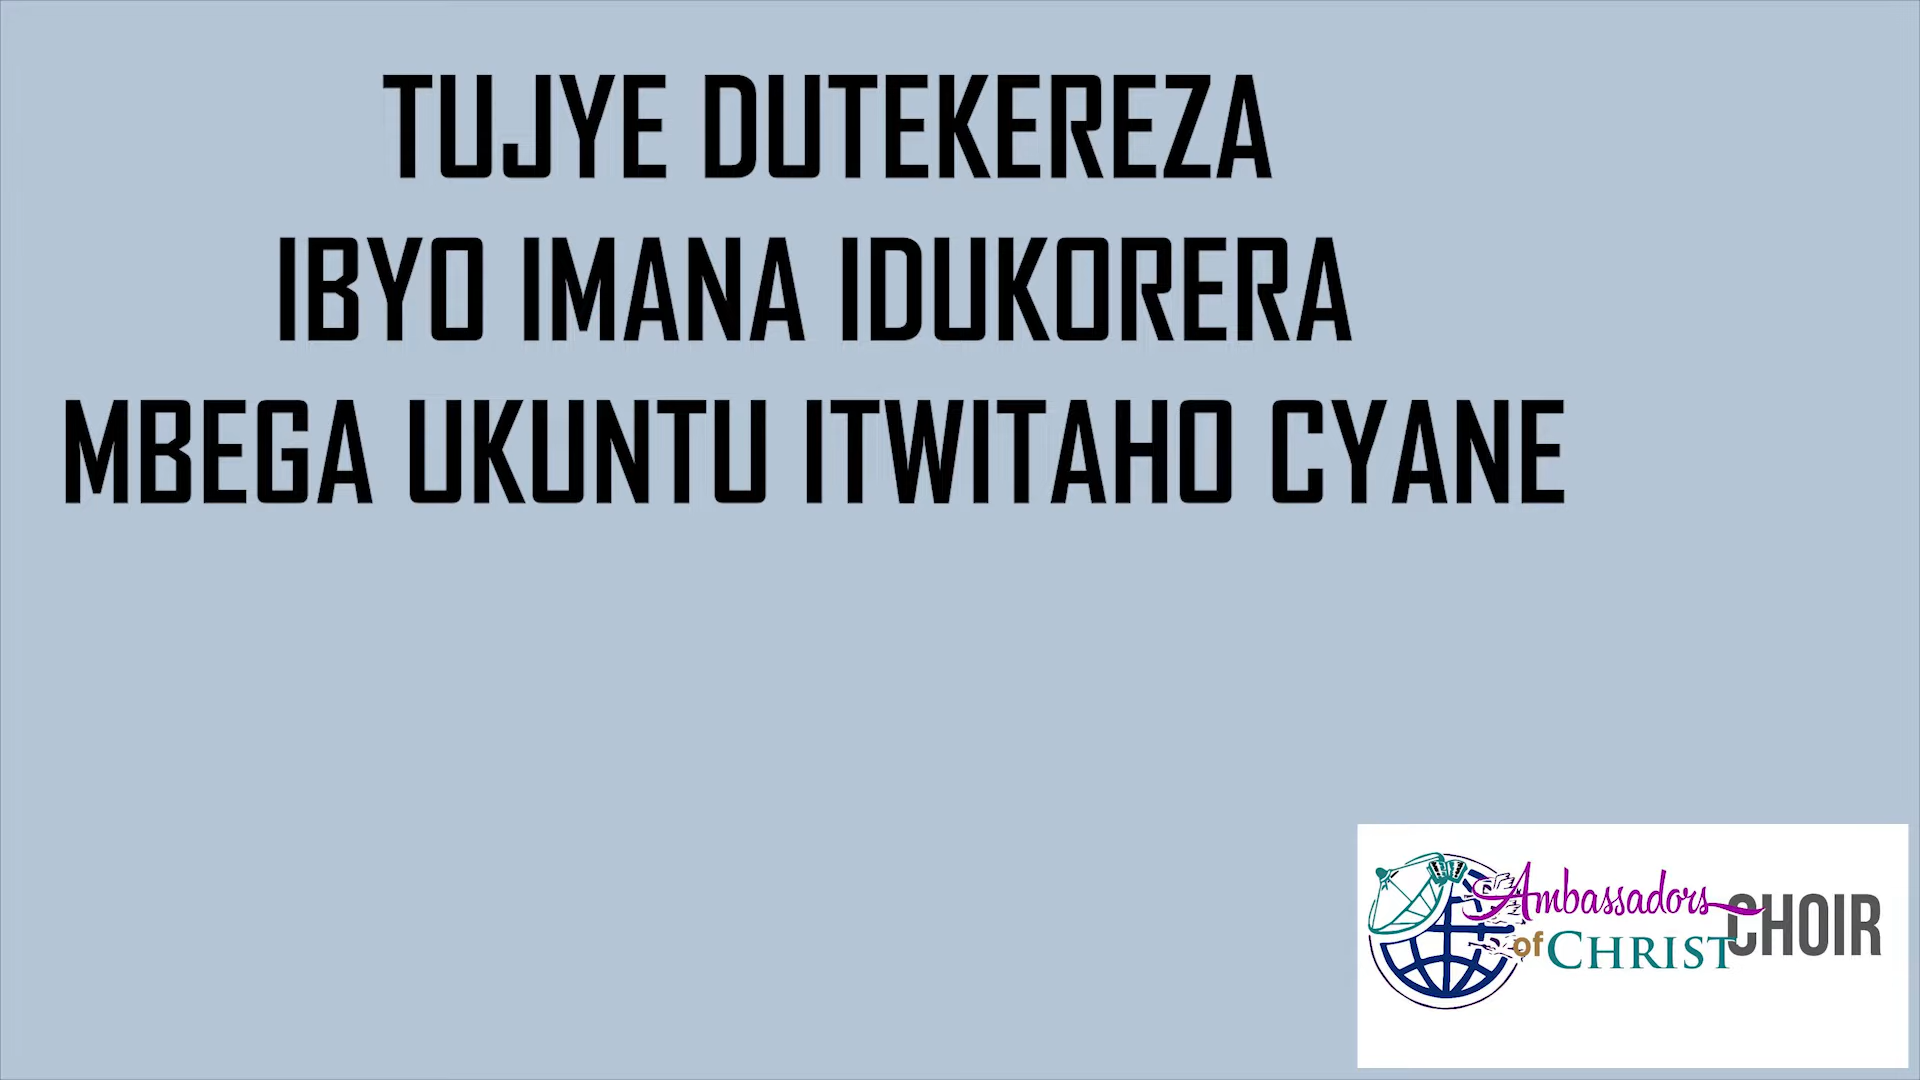 TUJYE DUTEKEREZA
IBYO IMANA IDUKORERA
MBEGA UKUNTU ITWITAHO CYANE
Ambassadors
of CHRIST
CHOIR